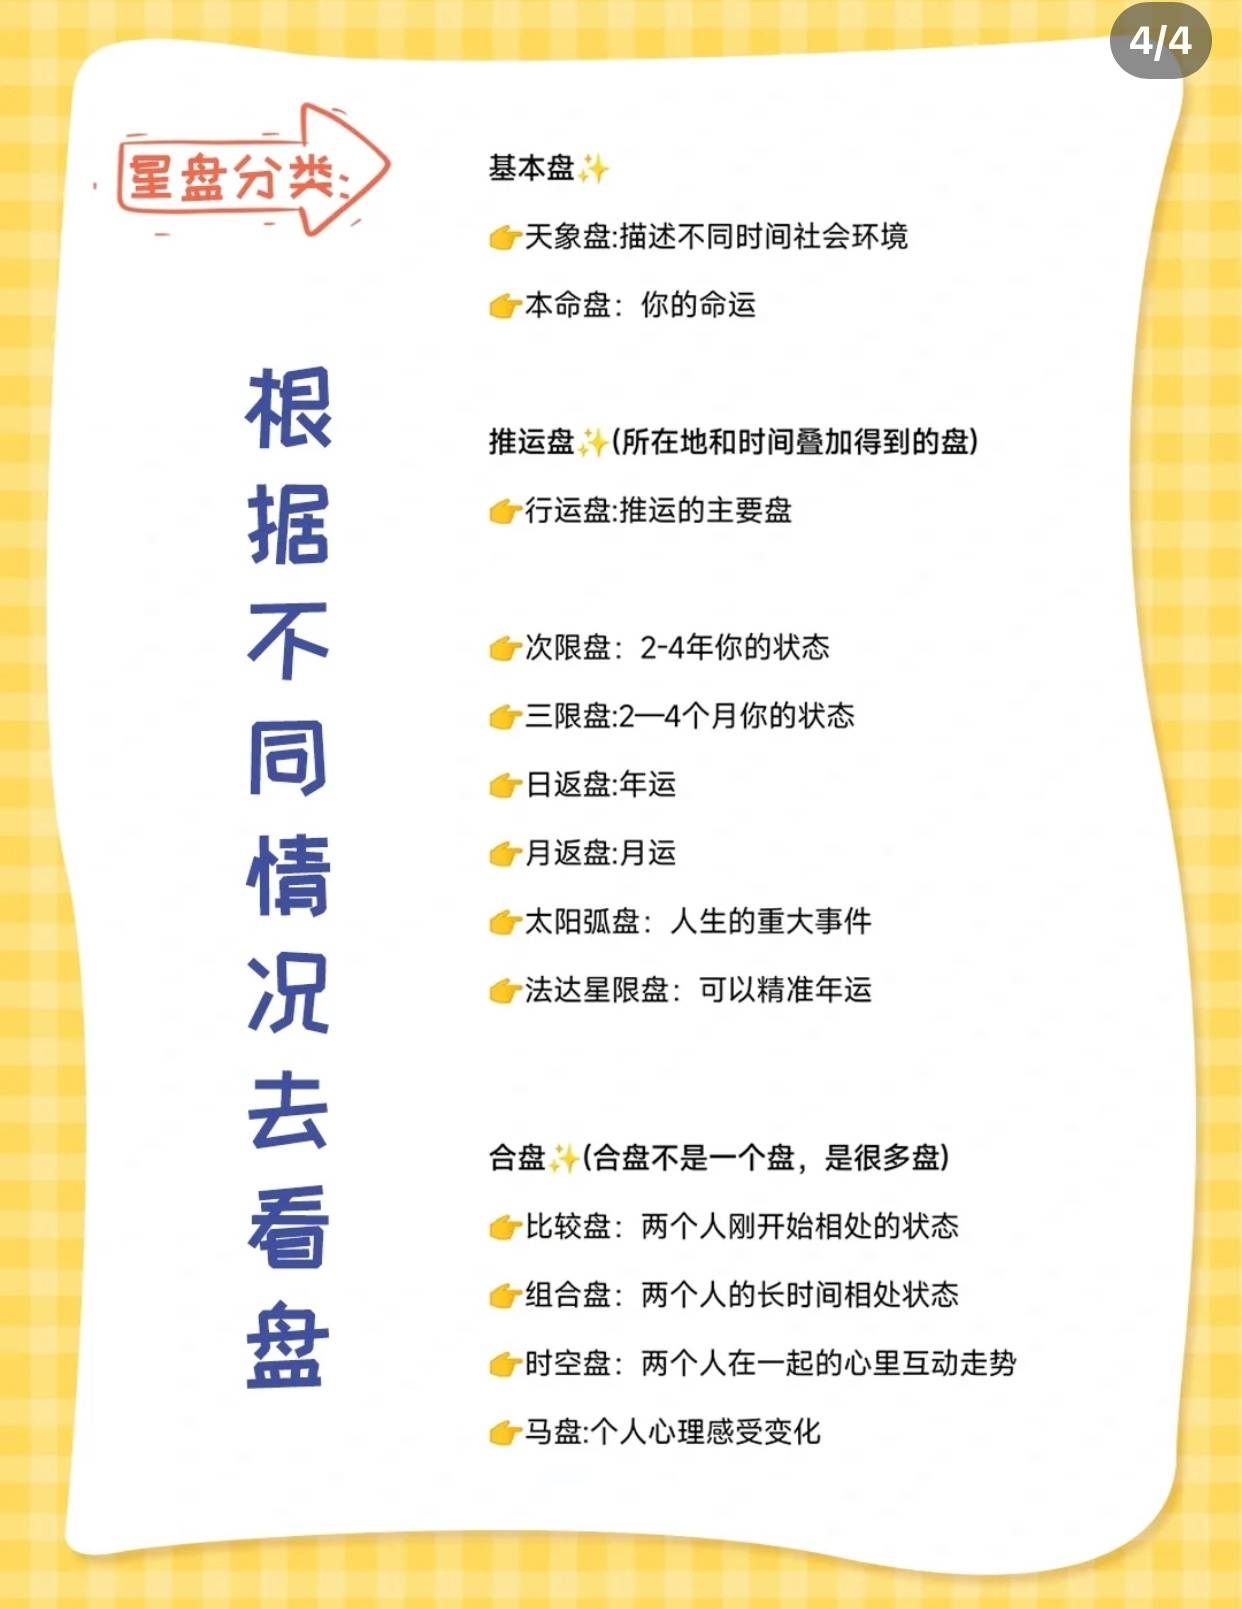 4/4
星盘分类:
根据不同情况去看盘
基本盘✨
👉天象盘:描述不同时间社会环境
👉本命盘：你的命运
推运盘✨(所在地和时间叠加得到的盘)
👉行运盘:推运的主要盘
👉次限盘：2-4年你的状态
👉三限盘:2—4个月你的状态
👉日返盘:年运
👉月返盘:月运
👉太阳弧盘：人生的重大事件
👉法达星限盘：可以精准年运
合盘✨(合盘不是一个盘，是很多盘)
👉比较盘：两个人刚开始相处的状态
👉组合盘：两个人的长时间相处状态
👉时空盘：两个人在一起的心里互动走势
👉马盘:个人心理感受变化